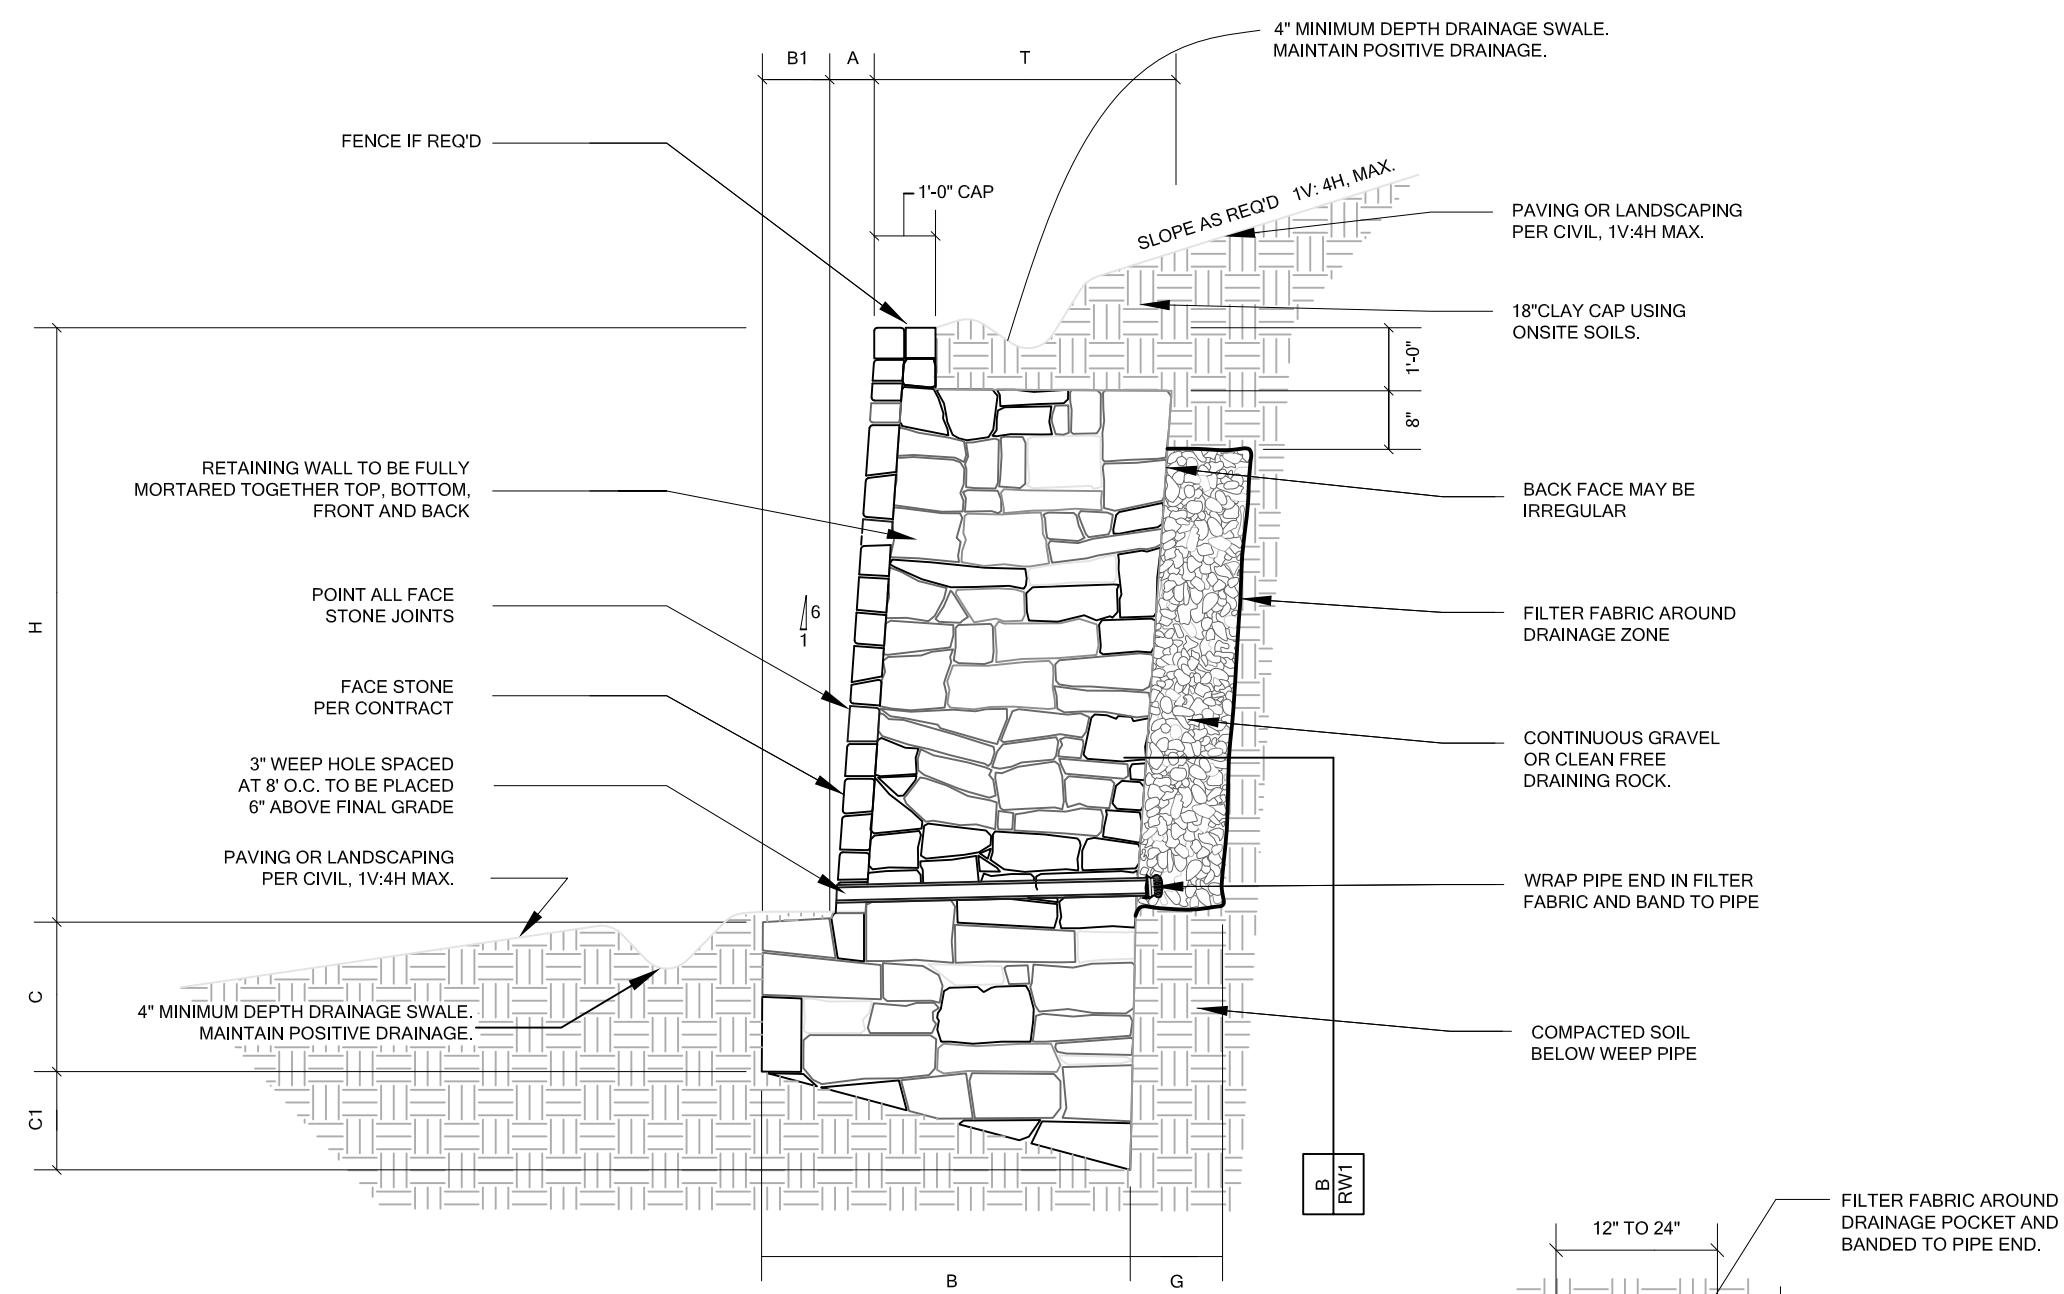 4" MINIMUM DEPTH DRAINAGE SWALE.
MAINTAIN POSITIVE DRAINAGE.
B1
A
T
FENCE IF REQ'D
1'-0" CAP
SLOPE AS REQ'D 1V: 4H, MAX.
PAVING OR LANDSCAPING
PER CIVIL, 1V:4H MAX.
18"CLAY CAP USING
ONSITE SOILS.
1'-0"
8"
RETAINING WALL TO BE FULLY
MORTARED TOGETHER TOP, BOTTOM,
FRONT AND BACK
BACK FACE MAY BE
IRREGULAR
POINT ALL FACE
STONE JOINTS
6
1
FILTER FABRIC AROUND
DRAINAGE ZONE
H
FACE STONE
PER CONTRACT
CONTINUOUS GRAVEL
OR CLEAN FREE
DRAINING ROCK.
3" WEEP HOLE SPACED
AT 8' O.C. TO BE PLACED
6" ABOVE FINAL GRADE
PAVING OR LANDSCAPING
PER CIVIL, 1V:4H MAX.
WRAP PIPE END IN FILTER
FABRIC AND BAND TO PIPE
C
4" MINIMUM DEPTH DRAINAGE SWALE.
MAINTAIN POSITIVE DRAINAGE.
COMPACTED SOIL
BELOW WEEP PIPE
C1
B
RW1
FILTER FABRIC AROUND
DRAINAGE POCKET AND
BANDED TO PIPE END.
12" TO 24"
B
G